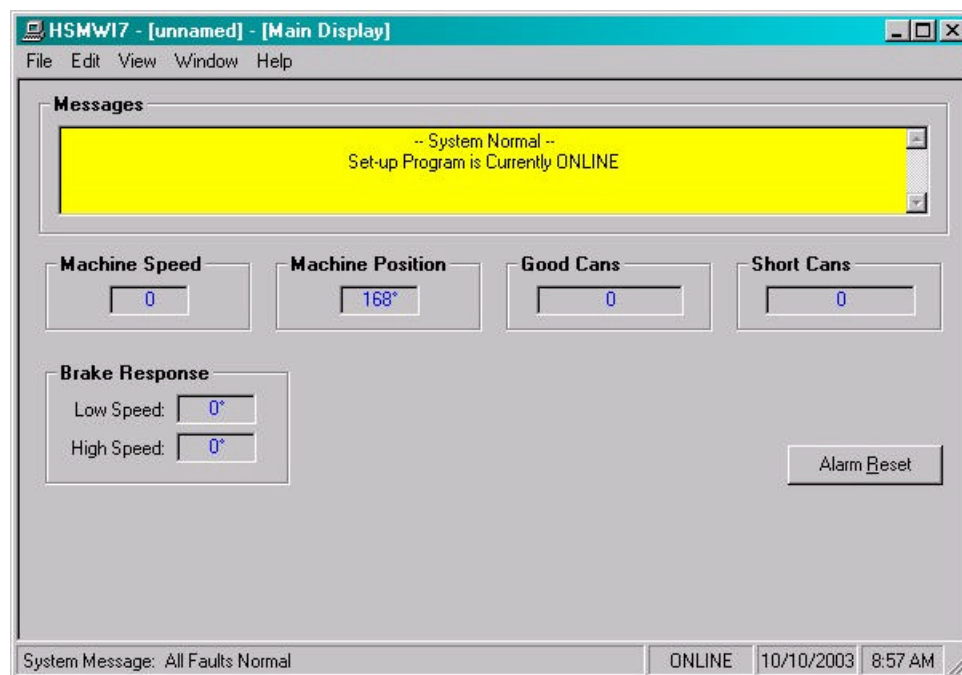 HSMWI7 - [unnamed] - [Main Display]
File Edit View Window Help
Messages
-- System Normal --
Set-up Program is Currently ONLINE
Machine Speed Machine Position Good Cans Short Cans
0 168° 0 0
Brake Response
Low Speed: 0°
High Speed: 0°
Alarm Reset
System Message: All Faults Normal ONLINE 10/10/2003 8:57 AM